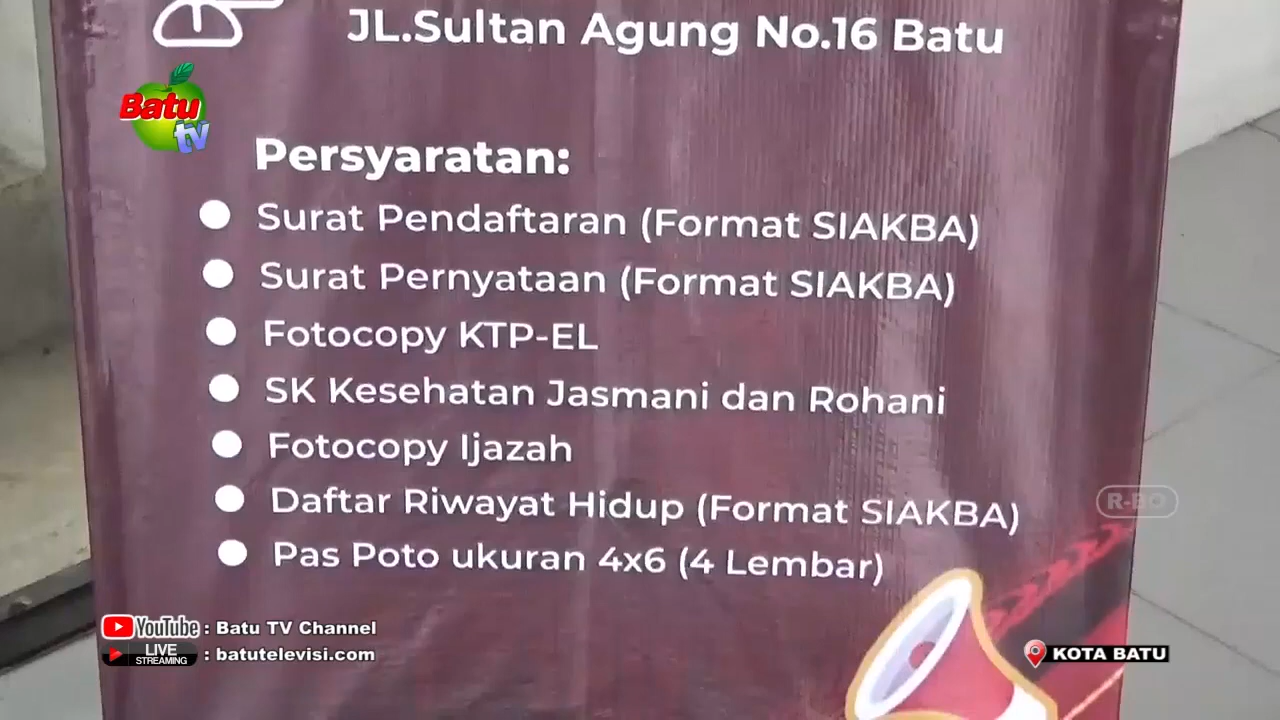 JL.Sultan Agung No.16 Batu
Batu
tv
Persyaratan:
Surat Pendaftaran (Format SIAKBA)
Surat Pernyataan (Format SIAKBA)
Fotocopy KTP-EL
SK Kesehatan Jasmani dan Rohani
Fotocopy Ijazah
Daftar Riwayat Hidup (Format SIAKBA)
R-BO
Pas Poto ukuran 4x6 (4 Lembar)
YouTube : Batu TV Channel
LIVE STREAMING : batutelevisi.com
KOTA BATU